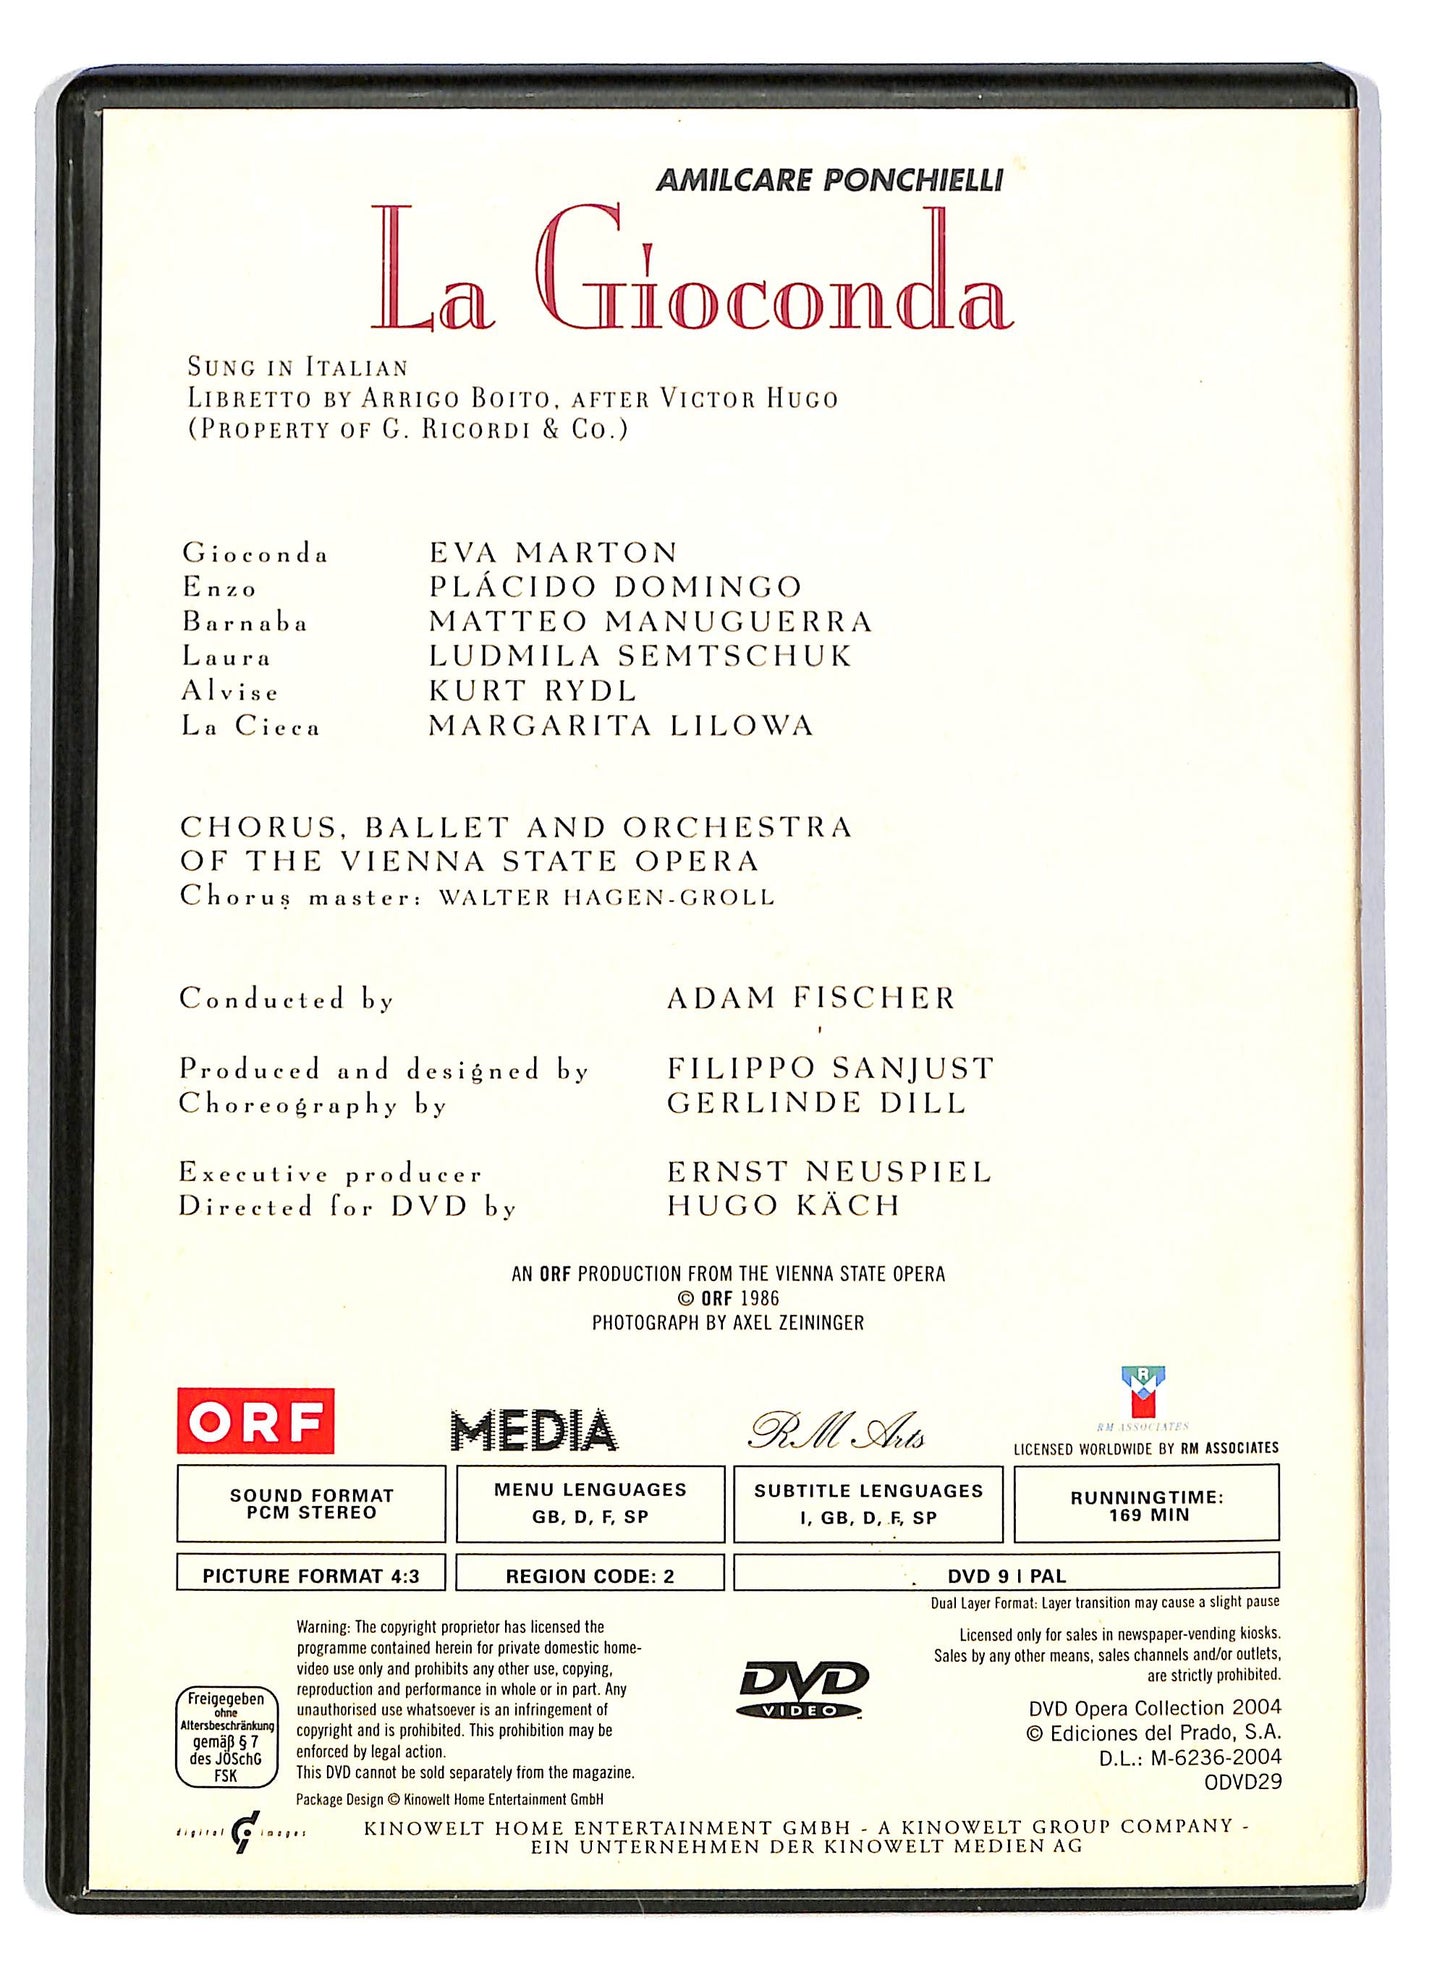 AMILCARE PONCHIELLI
La Gioconda
SUNG IN ITALIAN
LIBRETTO BY ARRIGO BOITO, AFTER VICTOR HUGO
(PROPERTY OF G. RICORDI & CO.)
Gioconda EVA MARTON
Enzo PLÁCIDO DOMINGO
Barnaba MATTEO MANUGUERRA
Laura LUDMILA SEMTSCHUK
Alvise KURT RYDL
La Cieca MARGARITA LILOWA
CHORUS, BALLET AND ORCHESTRA
OF THE VIENNA STATE OPERA
Chorus master: WALTER HAGEN-GROLL
Conducted by ADAM FISCHER
Produced and designed by FILIPPO SANJUST
Choreography by GERLINDE DILL
Executive producer ERNST NEUSPIEL
Directed for DVD by HUGO KÄCH
AN ORF PRODUCTION FROM THE VIENNA STATE OPERA
© ORF 1986
PHOTOGRAPH BY AXEL ZEININGER
ORF
MEDIA
RM Arts
RM
RM ASSOCIATES
LICENSED WORLDWIDE BY RM ASSOCIATES
SOUND FORMAT
PCM STEREO
MENU LENGUAGES
GB, D, F, SP
SUBTITLE LENGUAGES
I, GB, D, F, SP
RUNNINGTIME:
169 MIN
PICTURE FORMAT 4:3
REGION CODE: 2
DVD 9 I PAL
Dual Layer Format: Layer transition may cause a slight pause
Warning: The copyright proprietor has licensed the
programme contained herein for private domestic home-
video use only and prohibits any other use, copying,
reproduction and performance in whole or in part. Any
unauthorised use whatsoever is an infringement of
copyright and is prohibited. This prohibition may be
enforced by legal action.
This DVD cannot be sold separately from the magazine.
Package Design © Kinowelt Home Entertainment GmbH
Freigegeben
ohne
Altersbeschränkung
gemäß § 7
des JÖSchG
FSK
DVD
VIDEO
Licensed only for sales in newspaper-vending kiosks.
Sales by any other means, sales channels and/or outlets,
are strictly prohibited.
DVD Opera Collection 2004
© Ediciones del Prado, S.A.
D.L.: M-6236-2004
ODVD29
digital images
KINOWELT HOME ENTERTAINMENT GMBH - A KINOWELT GROUP COMPANY -
EIN UNTERNEHMEN DER KINOWELT MEDIEN AG